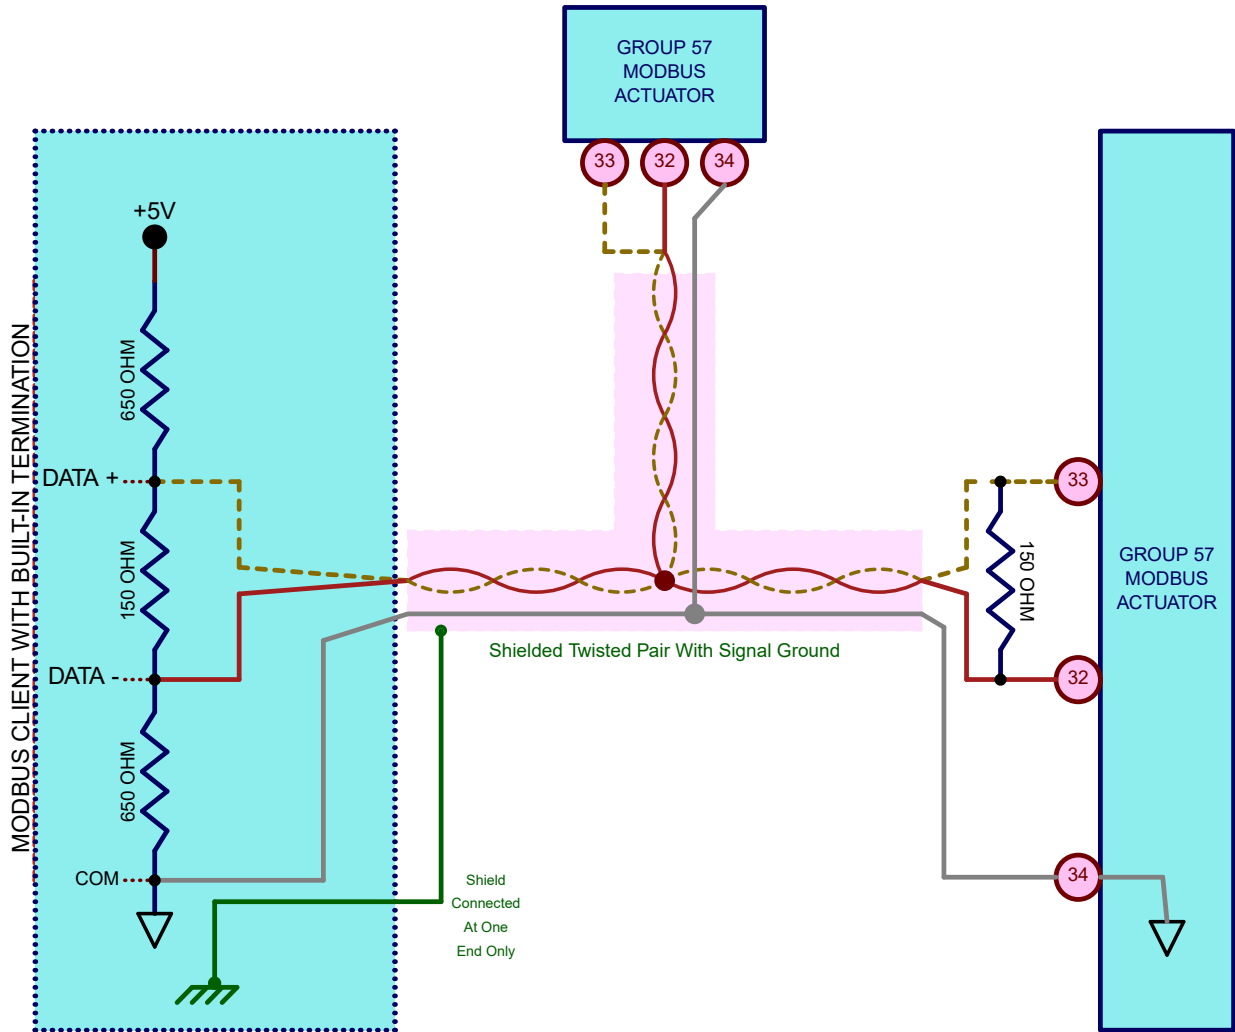 GROUP 57
MODBUS
ACTUATOR
33
32
34
MODBUS CLIENT WITH BUILT-IN TERMINATION
+5V
650 OHM
DATA +
150 OHM
DATA -
650 OHM
COM
Shielded Twisted Pair With Signal Ground
Shield
Connected
At One
End Only
150 OHM
33
32
34
GROUP 57
MODBUS
ACTUATOR